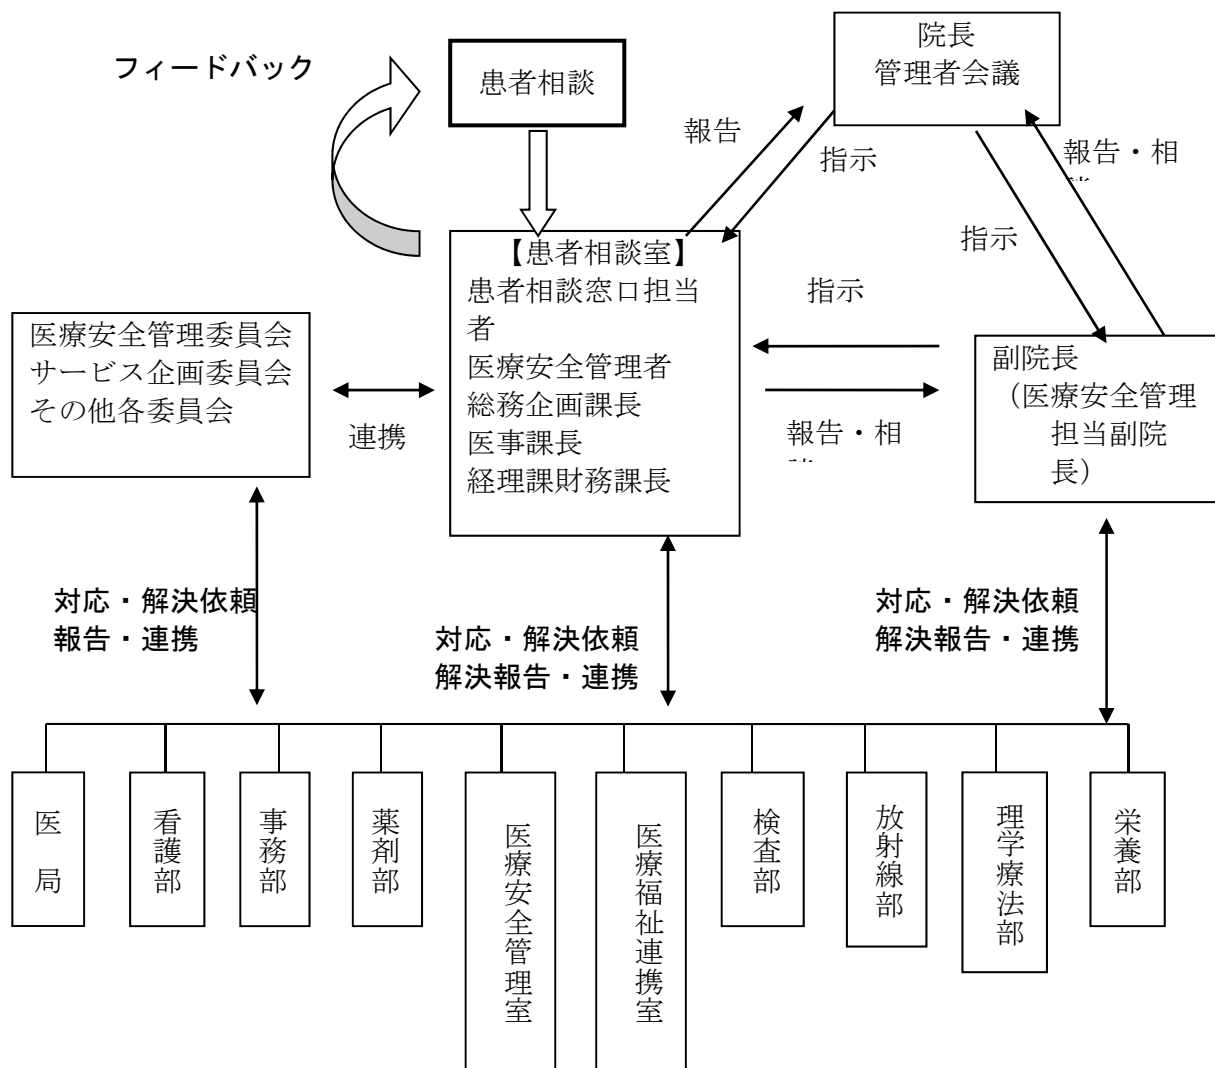 フィードバック
患者相談
院長
管理者会議
報告
指示
報告・相
指示
【患者相談室】
患者相談窓口担当
者
医療安全管理者
総務企画課長
医事課長
経理課財務課長
指示
報告・相
医療安全管理委員会
サービス企画委員会
その他各委員会
連携
副院長
（医療安全管理
担当副院
長）
対応・解決依頼
報告・連携
対応・解決依頼
解決報告・連携
対応・解決依頼
解決報告・連携
医局
看護部
事務部
薬剤部
医療安全管理室
医療福祉連携室
検査部
放射線部
理学療法部
栄養部